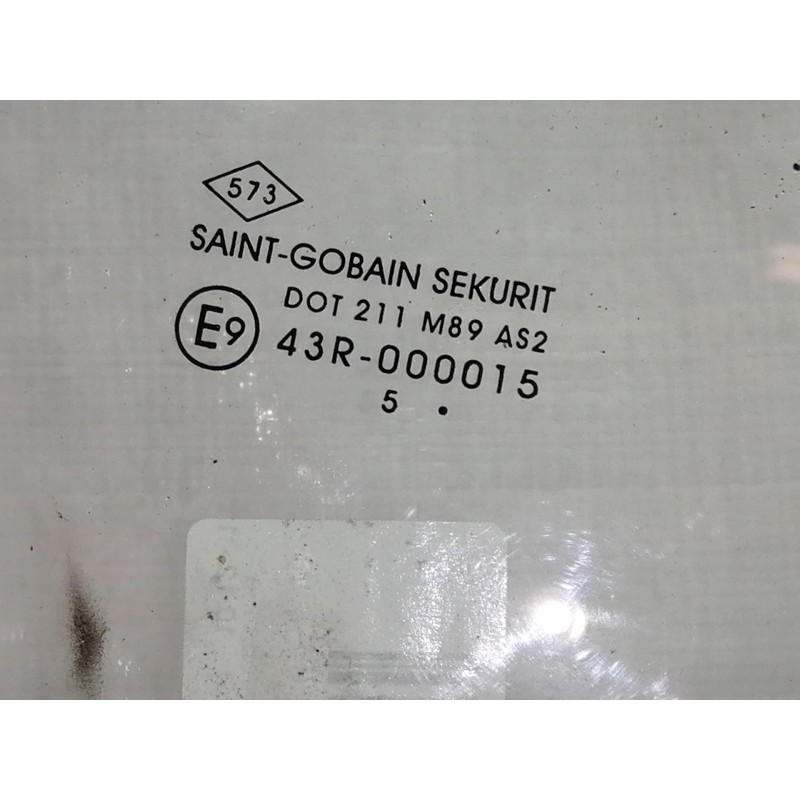 573
SAINT-GOBAIN SEKURIT
DOT 211 M89 AS2
E9 43R-000015
5 .